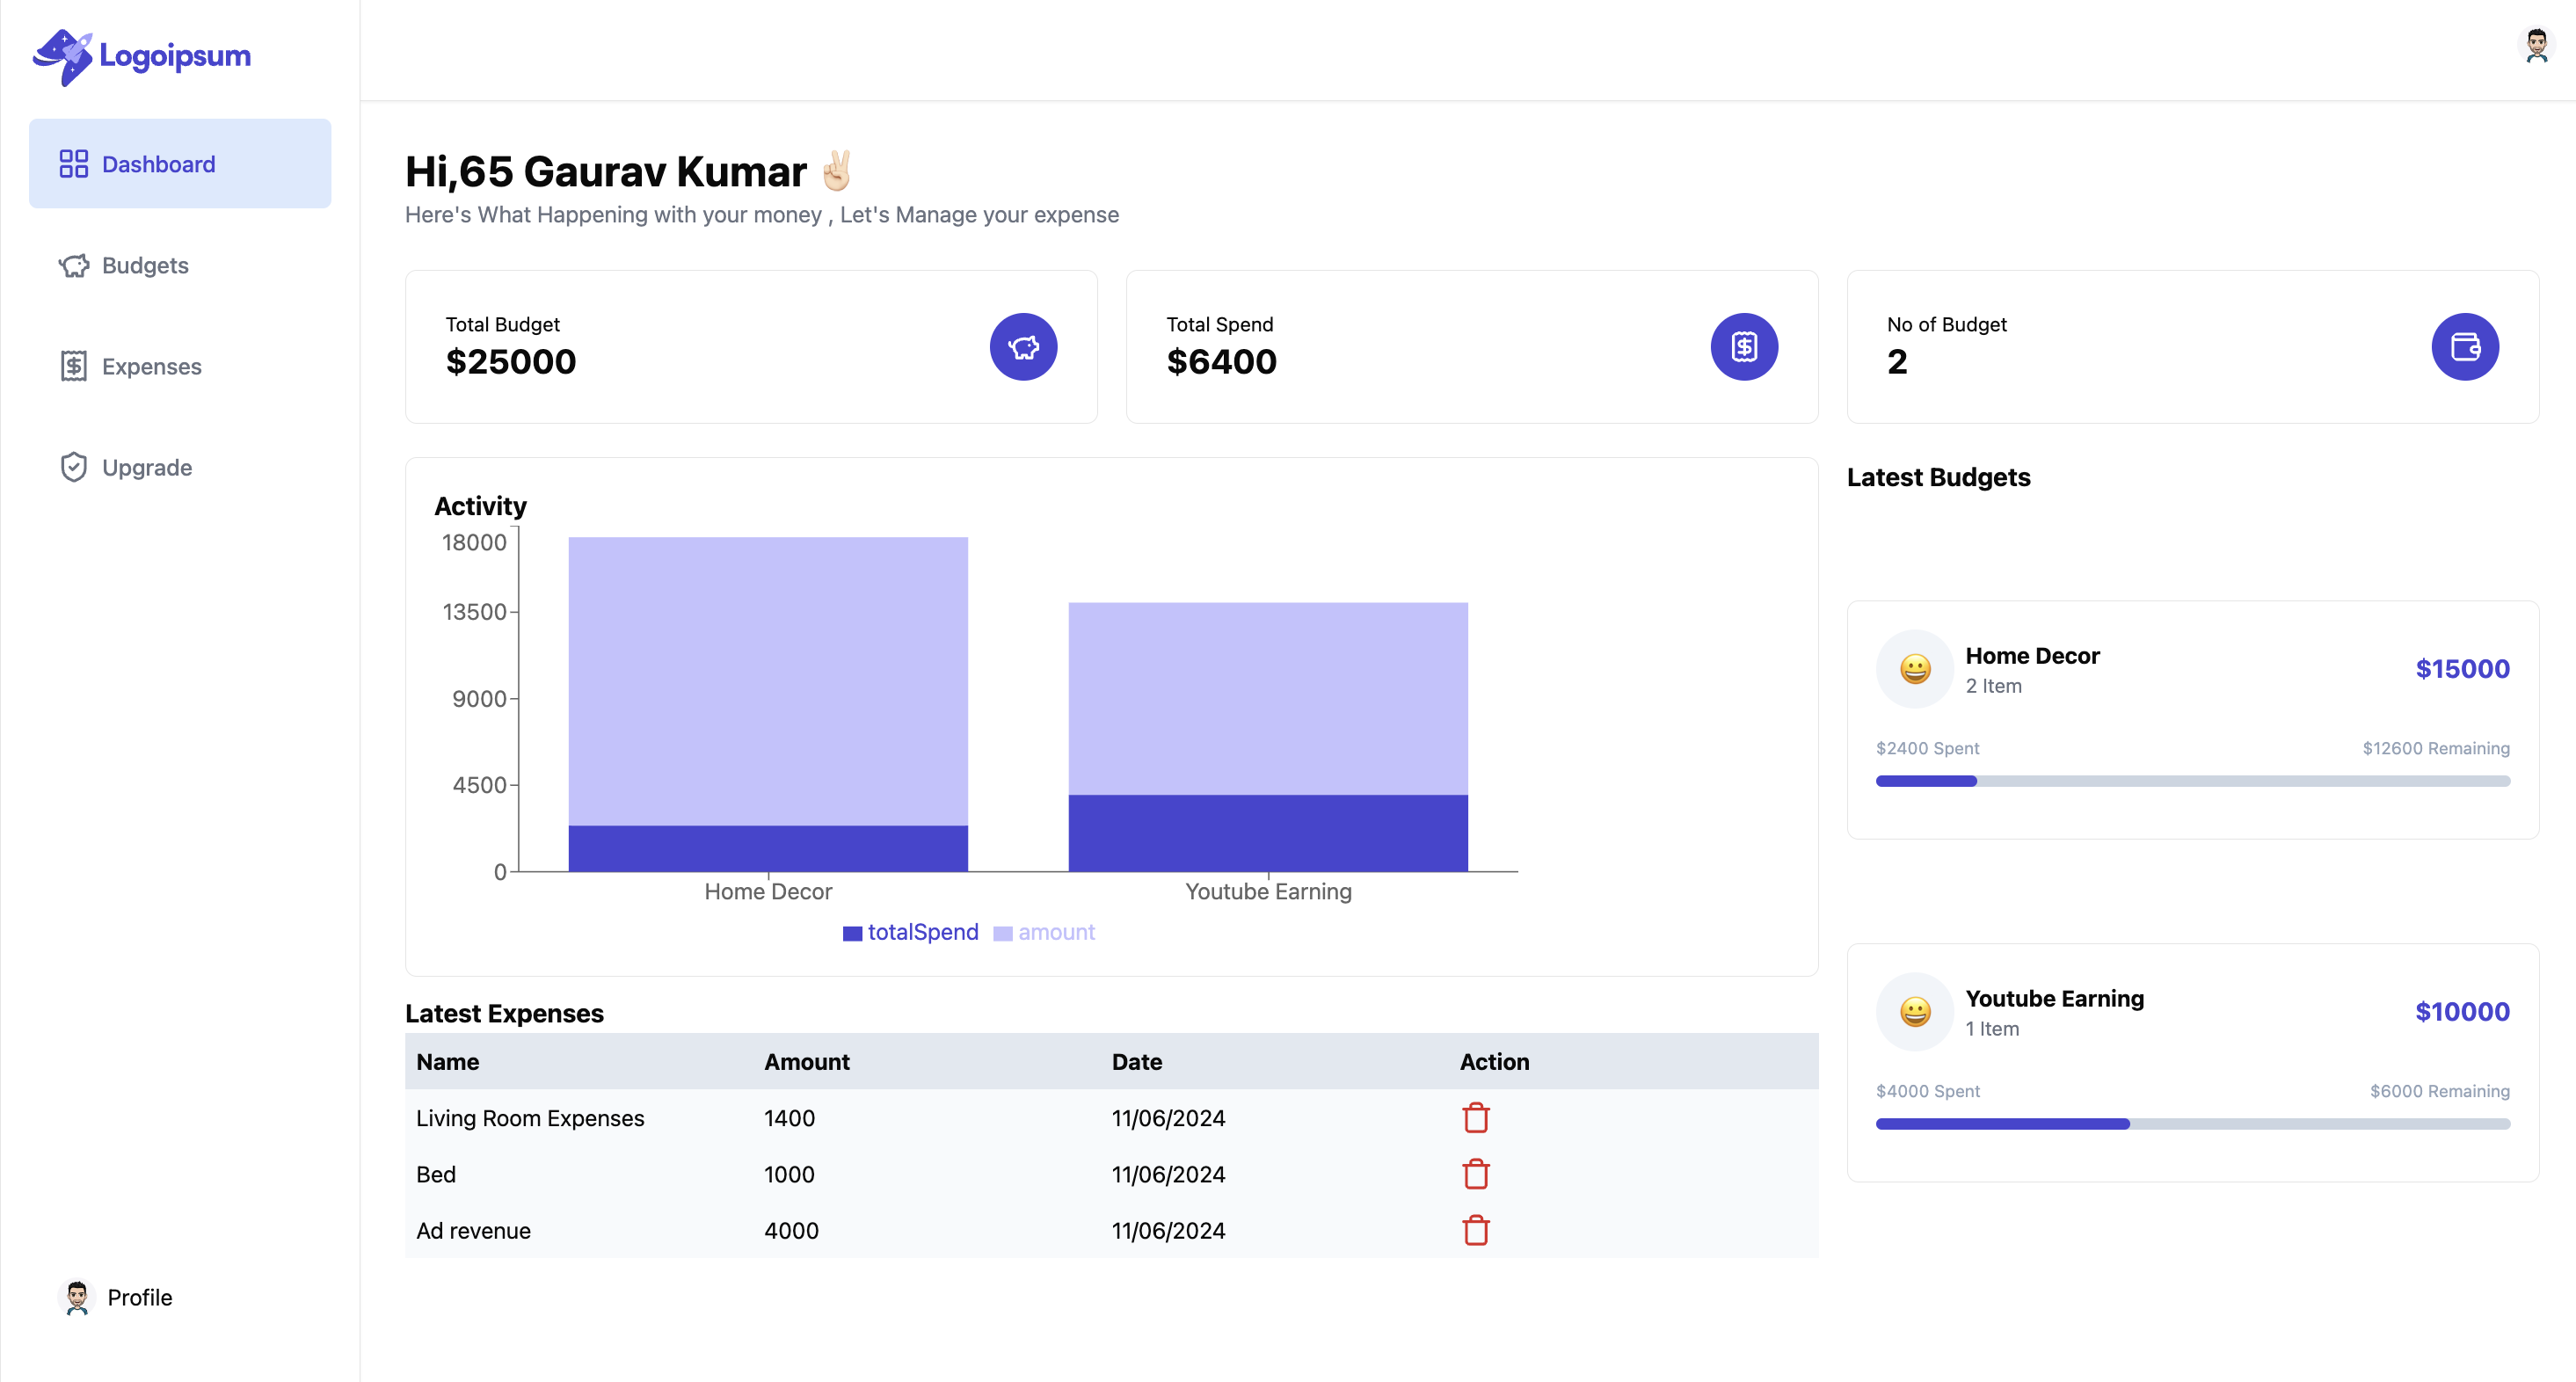 Logoipsum
Dashboard
Budgets
Expenses
Upgrade
Profile
Hi,65 Gaurav Kumar ✌🏻
Here's What Happening with your money , Let's Manage your expense
Total Budget
$25000
Total Spend
$6400
No of Budget
2
Activity
18000
13500
9000
4500
0
Home Decor Youtube Earning
totalSpend amount
Latest Expenses
Name Amount Date Action
Living Room Expenses 1400 11/06/2024
Bed 1000 11/06/2024
Ad revenue 4000 11/06/2024
Latest Budgets
Home Decor
2 Item
$15000
$2400 Spent $12600 Remaining
Youtube Earning
1 Item
$10000
$4000 Spent $6000 Remaining